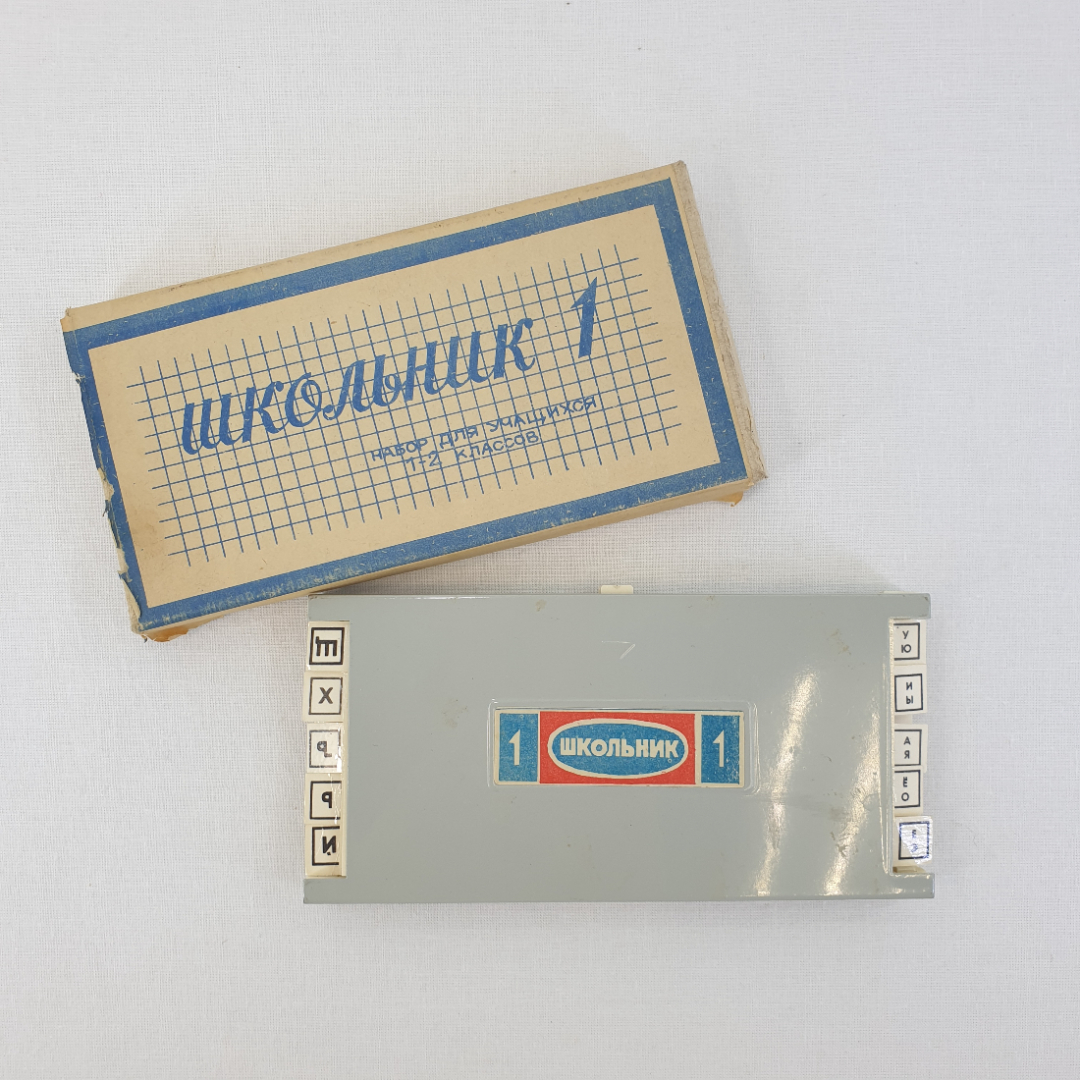 ШКОЛЬНИК 1
НАБОР ДЛЯ УЧАЩИХСЯ
1-2 КЛАССОВ
1 ШКОЛЬНИК 1
Х
У
Ю
И
Ы
А
Я
Ё
О